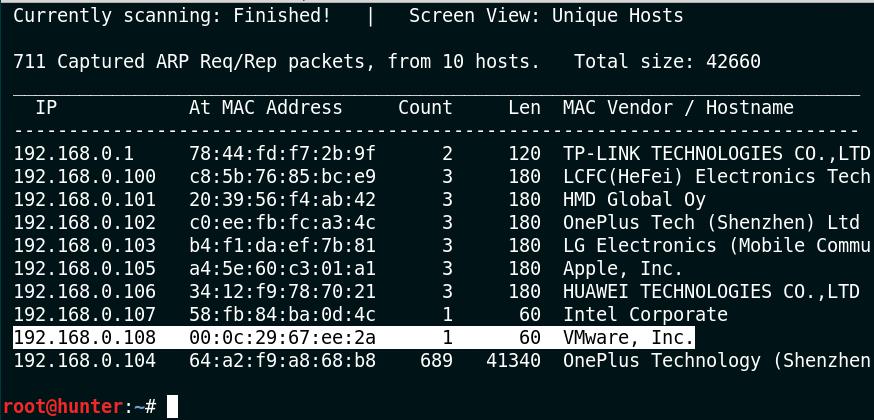 Currently scanning: Finished!   |   Screen View: Unique Hosts
711 Captured ARP Req/Rep packets, from 10 hosts.   Total size: 42660
_____________________________________________________________________________
  IP            At MAC Address     Count     Len  MAC Vendor / Hostname
-----------------------------------------------------------------------------
192.168.0.1     78:44:fd:f7:2b:9f      2     120  TP-LINK TECHNOLOGIES CO.,LTD
192.168.0.100   c8:5b:76:85:bc:e9      3     180  LCFC(HeFei) Electronics Tech
192.168.0.101   20:39:56:f4:ab:42      3     180  HMD Global Oy
192.168.0.102   c0:ee:fb:fc:a3:4c      3     180  OnePlus Tech (Shenzhen) Ltd
192.168.0.103   b4:f1:da:ef:7b:81      3     180  LG Electronics (Mobile Commu
192.168.0.105   a4:5e:60:c3:01:a1      3     180  Apple, Inc.
192.168.0.106   34:12:f9:78:70:21      3     180  HUAWEI TECHNOLOGIES CO.,LTD
192.168.0.107   58:fb:84:ba:0d:4c      1      60  Intel Corporate
192.168.0.108   00:0c:29:67:ee:2a      1      60  VMware, Inc.
192.168.0.104   64:a2:f9:a8:68:b8    689   41340  OnePlus Technology (Shenzhen
root@hunter:~#